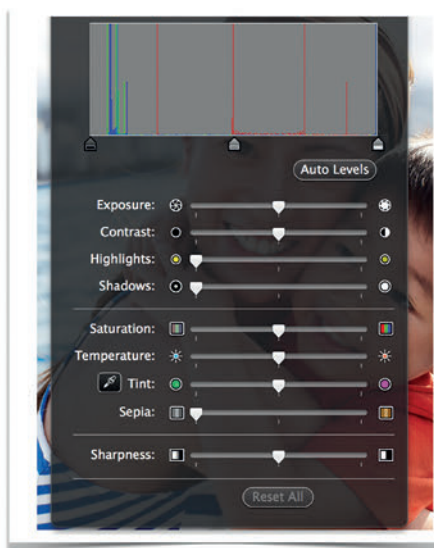 Auto Levels
Exposure:
Contrast:
Highlights:
Shadows:
Saturation:
Temperature:
Tint:
Sepia:
Sharpness:
Reset All